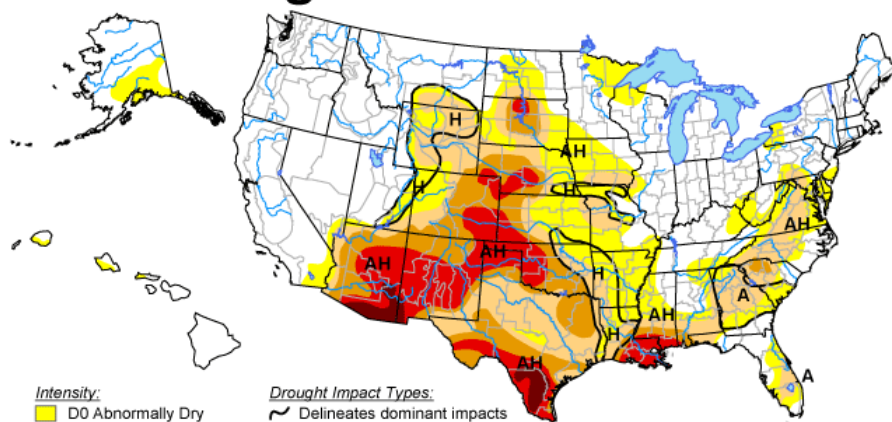 H
AH
H
H
AH
AH
AH
H
A
AH
H
AH
A
Intensity:
D0 Abnormally Dry
Drought Impact Types:
Delineates dominant impacts